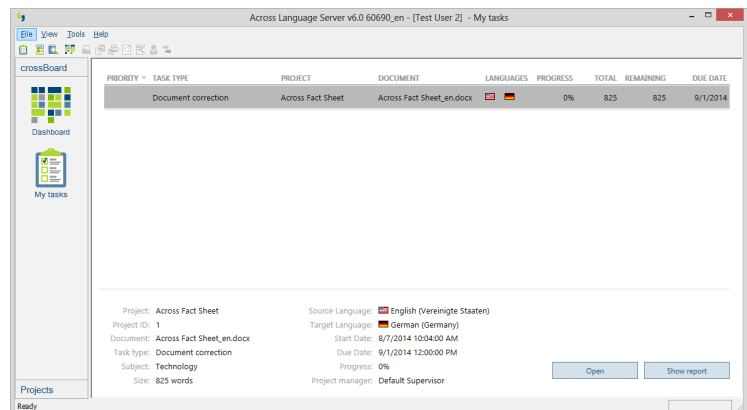 Across Language Server v6.0 60690_en - [Test User 2] - My tasks
File View Tools Help
crossBoard
Dashboard
My tasks
PRIORITY TASK TYPE PROJECT DOCUMENT LANGUAGES PROGRESS TOTAL REMAINING DUE DATE
Document correction Across Fact Sheet Across Fact Sheet_en.docx 0% 825 825 9/1/2014
Project: Across Fact Sheet Source Language: English (Vereinigte Staaten)
Project ID: 1 Target Language: German (Germany)
Document: Across Fact Sheet_en.docx Start Date: 8/7/2014 10:04:00 AM
Task type: Document correction Due Date: 9/1/2014 12:00:00 PM
Subject: Technology Progress: 0%
Size: 825 words Project manager: Default Supervisor
Open Show report
Projects
Ready